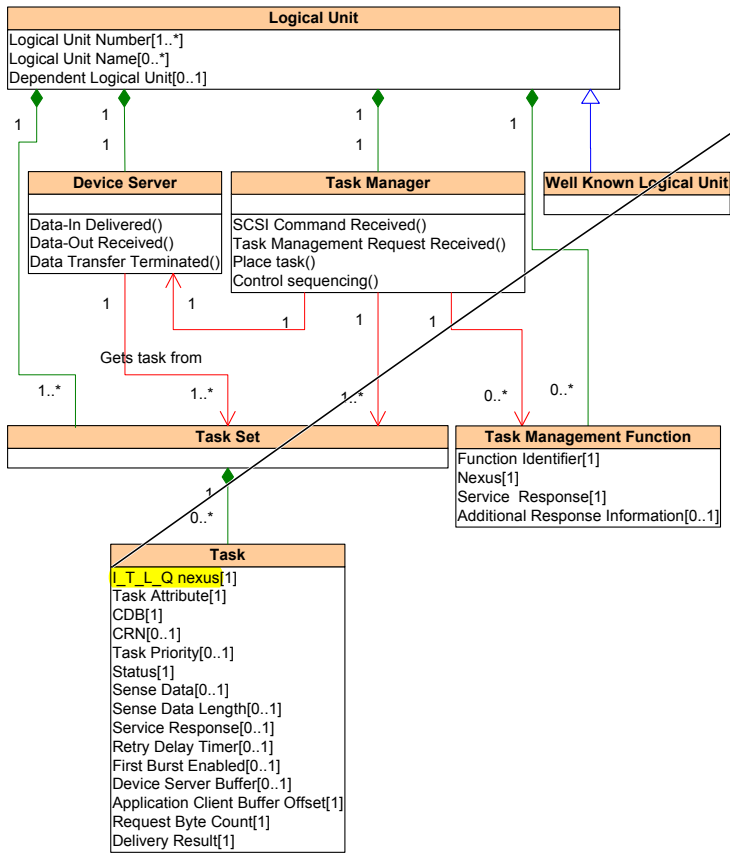 Logical Unit
Logical Unit Number[1..*]
Logical Unit Name[0..*]
Dependent Logical Unit[0..1]
1
1
1
1
1
1
Device Server
Data-In Delivered()
Data-Out Received()
Data Transfer Terminated()
Task Manager
SCSI Command Received()
Task Management Request Received()
Place task()
Control sequencing()
Well Known Logical Unit
1
1
1
1
1
Gets task from
1..*
1..*
1..*
0..*
0..*
Task Set
Task Management Function
Function Identifier[1]
Nexus[1]
Service Response[1]
Additional Response Information[0..1]
1
0..*
Task
I_T_L_Q nexus[1]
Task Attribute[1]
CDB[1]
CRN[0..1]
Task Priority[0..1]
Status[1]
Sense Data[0..1]
Sense Data Length[0..1]
Service Response[0..1]
Retry Delay Timer[0..1]
First Burst Enabled[0..1]
Device Server Buffer[0..1]
Application Client Buffer Offset[1]
Request Byte Count[1]
Delivery Result[1]